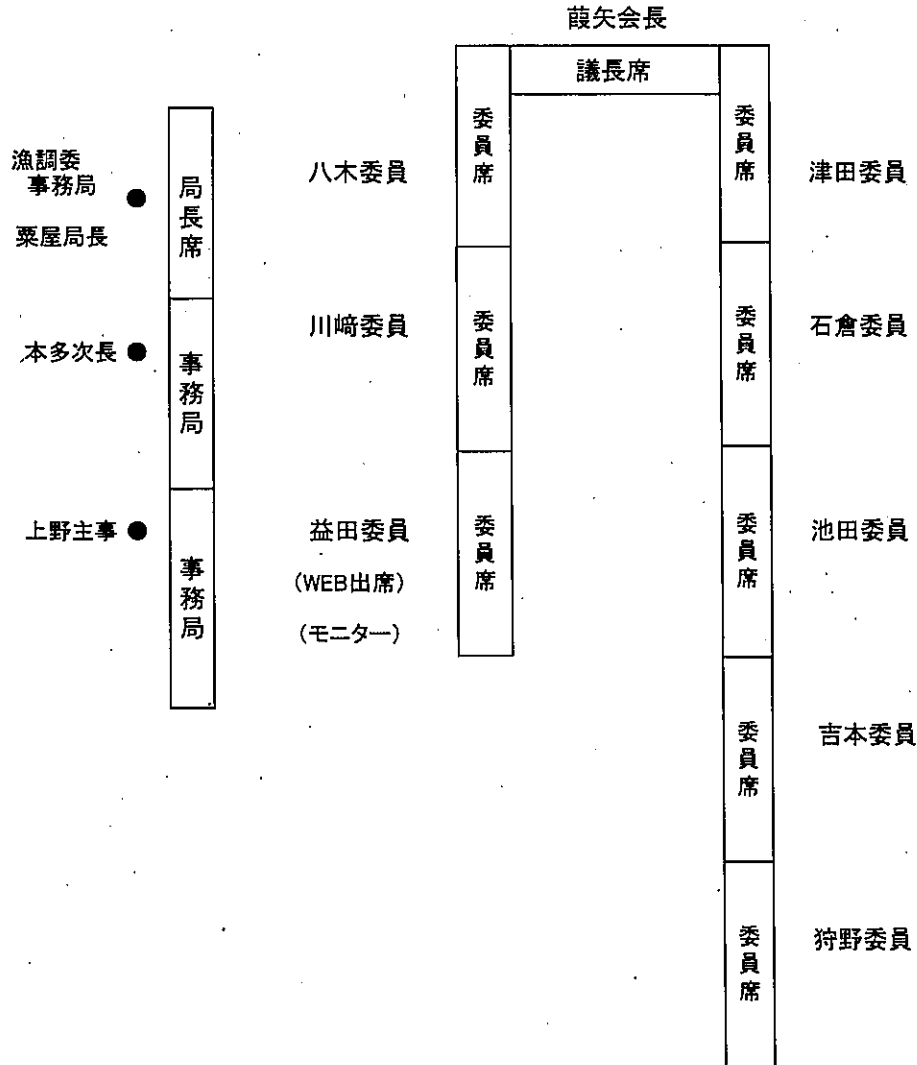 葭矢会長
議長席
漁調委
事務局
粟屋局長
本多次長
上野主事
局長席
事務局
事務局
八木委員
川﨑委員
益田委員
(WEB出席)
(モニター)
委員席
委員席
委員席
委員席
委員席
委員席
委員席
委員席
津田委員
石倉委員
池田委員
吉本委員
狩野委員